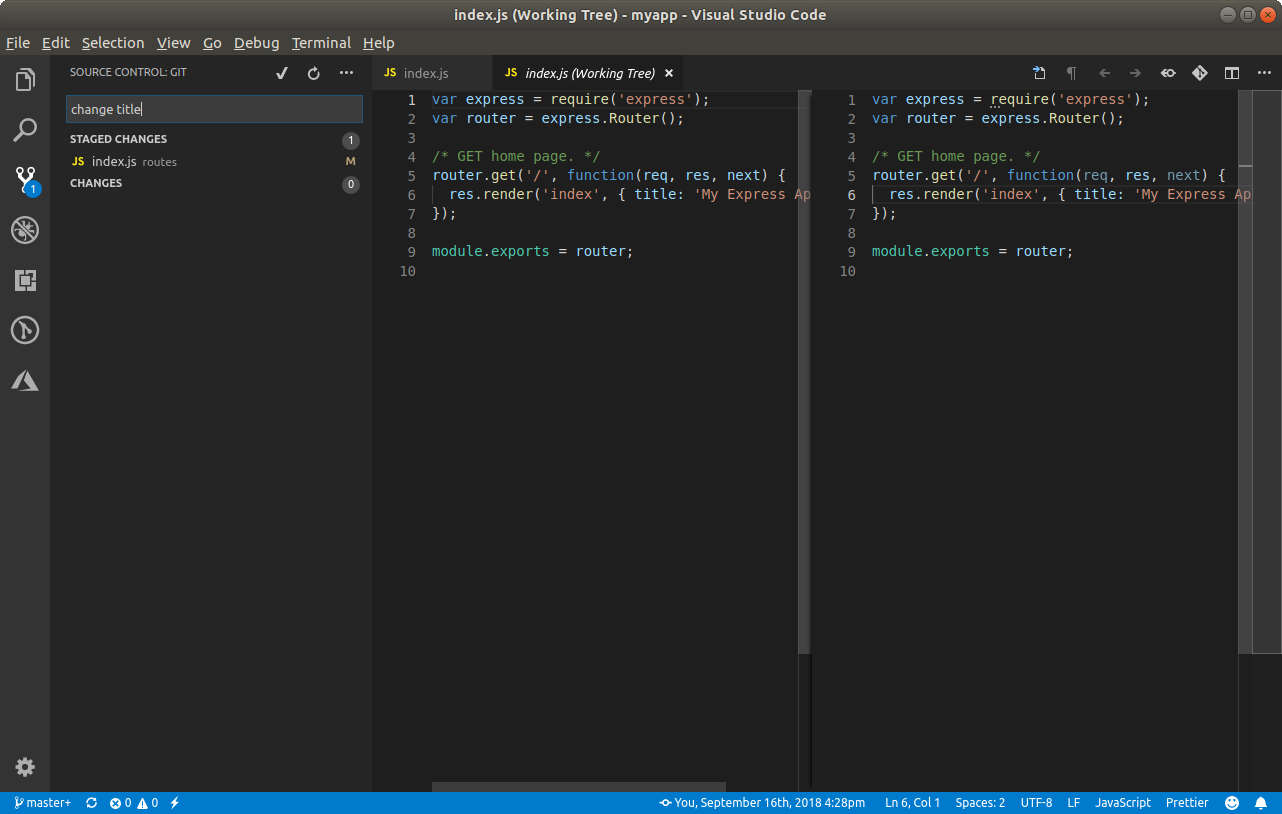 index.js (Working Tree) - myapp - Visual Studio Code
File Edit Selection View Go Debug Terminal Help
SOURCE CONTROL: GIT
change title
STAGED CHANGES 1
JS index.js routes M
CHANGES 0
1
JS index.js
JS index.js (Working Tree)
1 var express = require('express');
2 var router = express.Router();
3
4 /* GET home page. */
5 router.get('/', function(req, res, next) {
6 res.render('index', { title: 'My Express Ap
7 });
8
9 module.exports = router;
10
1 var express = require('express');
2 var router = express.Router();
3
4 /* GET home page. */
5 router.get('/', function(req, res, next) {
6 res.render('index', { title: 'My Express Ap
7 });
8
9 module.exports = router;
10
master+ 0 0 You, September 16th, 2018 4:28pm Ln 6, Col 1 Spaces: 2 UTF-8 LF JavaScript Prettier